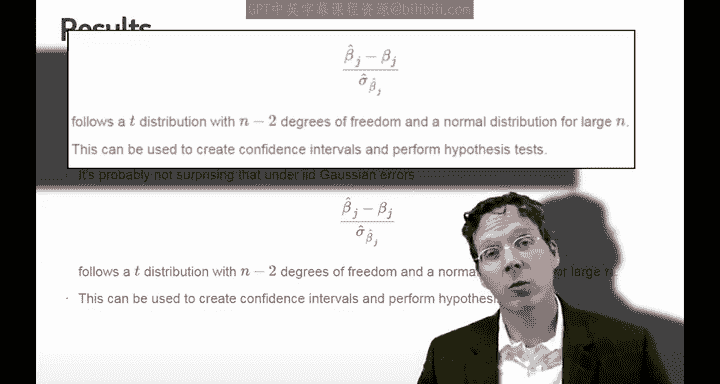 GPT中英字幕课程资源@bilibili
Results
β̂_j − β_j
σ̂_β̂_j
follows a t distribution with n − 2 degrees of freedom and a normal distribution for large n.
This can be used to create confidence intervals and perform hypothesis tests.
· It's probably not surprising that under iid Gaussian errors
β̂_j − β_j
σ̂_β̂_j
follows a t distribution with n − 2 degrees of freedom and a for large n.
· This can be used to create confidence intervals and perform